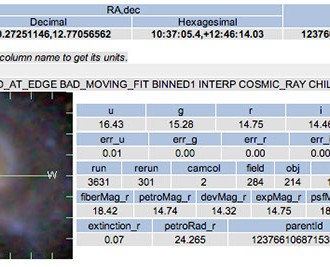 RA,dec
Decimal Hexagesimal
0.27251146,12.77056562 10:37:05.4,+12:46:14.03 12376
column name to get its units.
D_AT_EDGE BAD_MOVING_FIT BINNED1 INTERP COSMIC_RAY CHIL
u g r i
16.43 15.28 14.75 14.46
err_u err_g err_r err_i
0.01 0.00 0.00 0.00
run rerun camcol field obj
3631 301 2 284 214 1
fiberMag_r petroMag_r devMag_r expMag_r psfM
18.42 14.74 14.32 14.75 18
extinction_r petroRad_r parentId
0.07 24.265 12376610687153
W